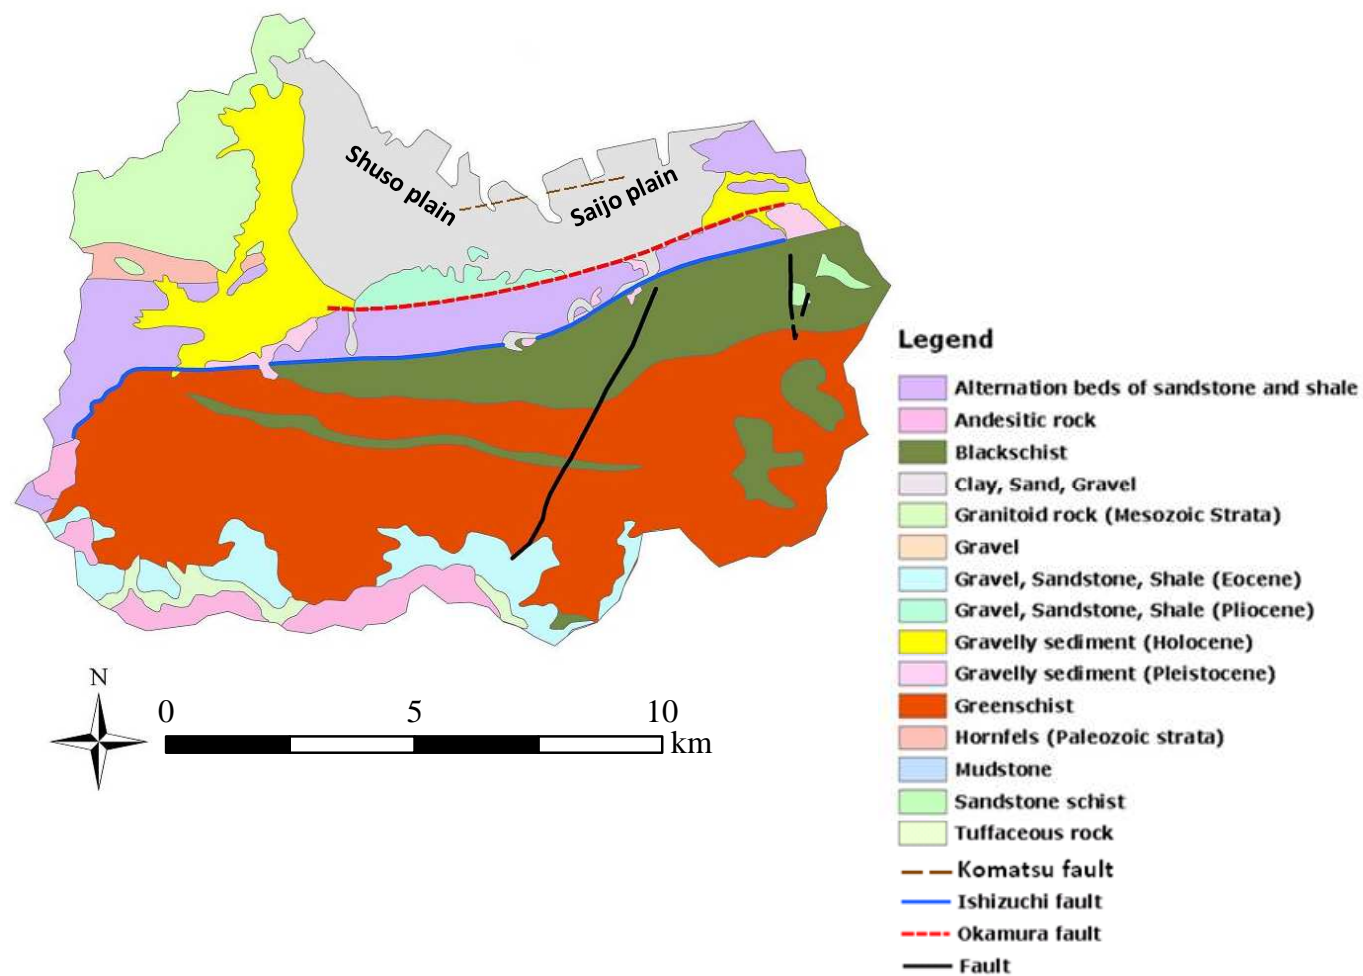 Shuso plain
Saijo plain
N
0 5 10
km
Legend
Alternation beds of sandstone and shale
Andesitic rock
Blackschist
Clay, Sand, Gravel
Granitoid rock (Mesozoic Strata)
Gravel
Gravel, Sandstone, Shale (Eocene)
Gravel, Sandstone, Shale (Pliocene)
Gravelly sediment (Holocene)
Gravelly sediment (Pleistocene)
Greenschist
Hornfels (Paleozoic strata)
Mudstone
Sandstone schist
Tuffaceous rock
Komatsu fault
Ishizuchi fault
Okamura fault
Fault